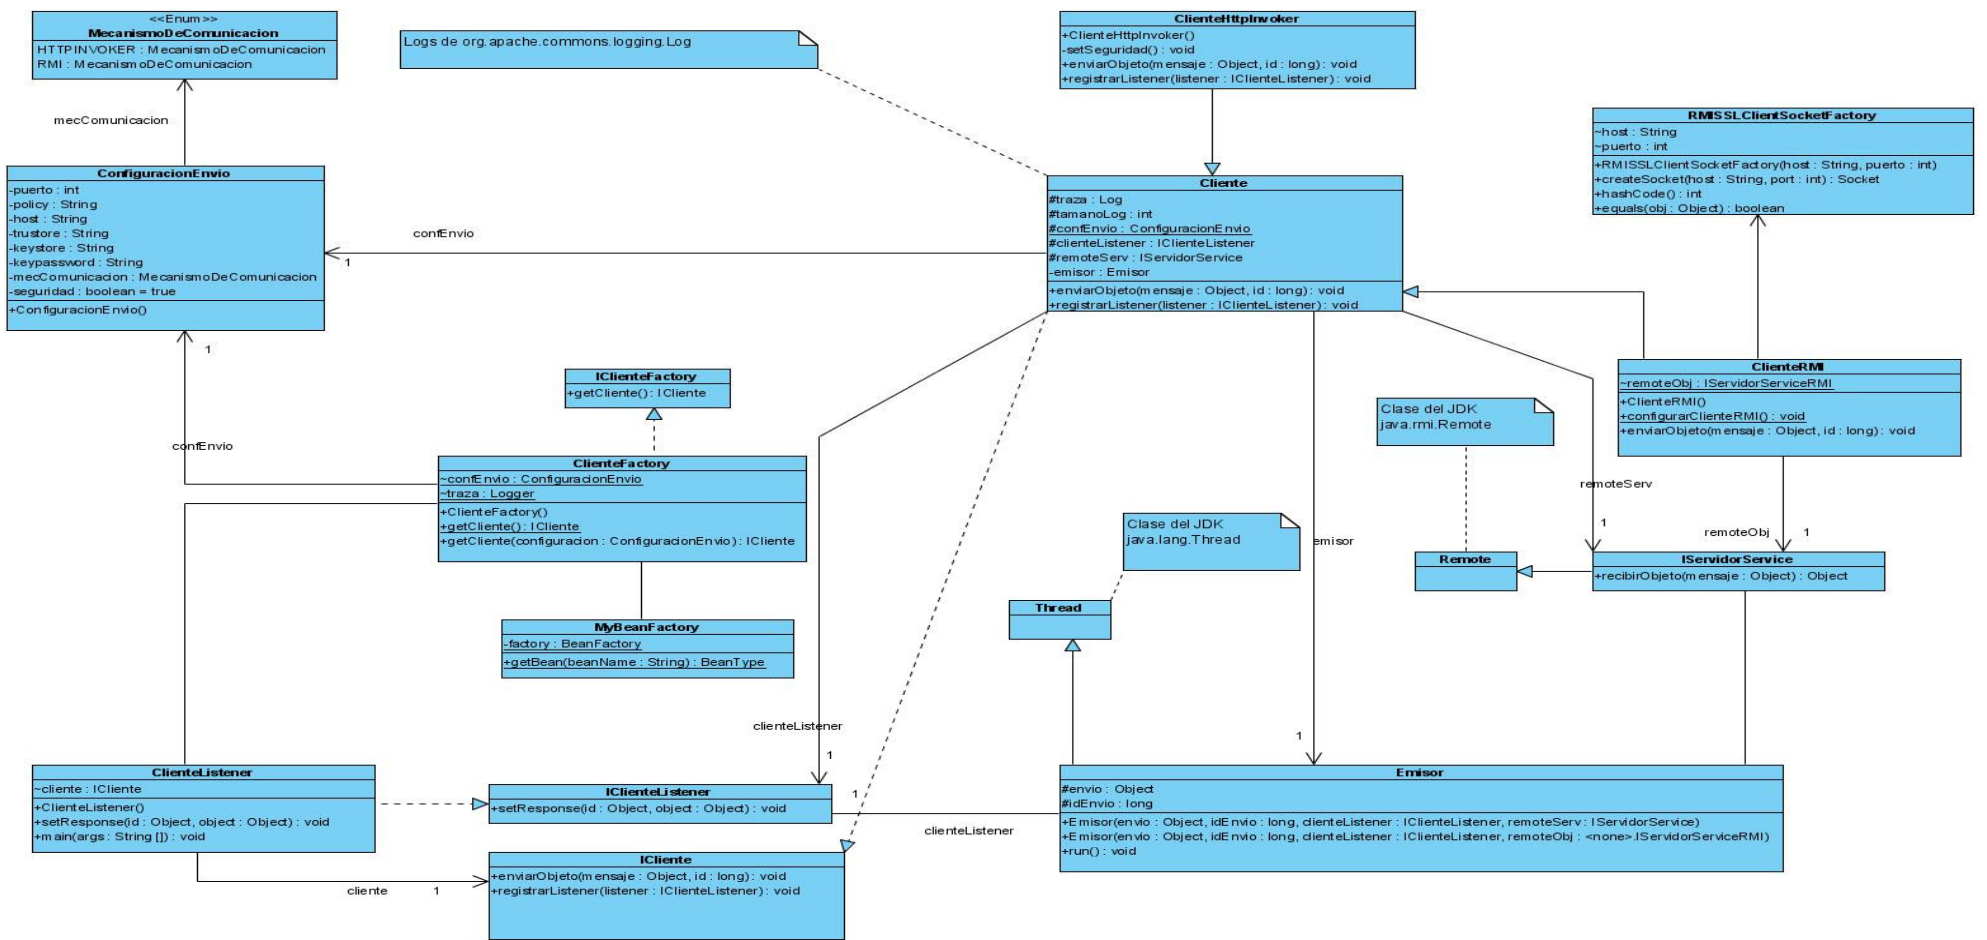 <<Enum>>
MecanismoDeComunicacion
HTTPINVOKER : MecanismoDeComunicacion
RMI : MecanismoDeComunicacion
mecComunicacion
Logs de org.apache.commons.logging.Log
ClienteHttpInvoker
+ClienteHttpInvoker()
-setSeguridad() : void
+enviarObjeto(mensaje : Object, id : long) : void
+registrarListener(listener : IClienteListener) : void
RMISSLClientSocketFactory
~host : String
~puerto : int
+RMISSLClientSocketFactory(host : String, puerto : int)
+createSocket(host : String, port : int) : Socket
+hashCode() : int
+equals(obj : Object) : boolean
ConfiguracionEnvio
-puerto : int
-policy : String
-host : String
-trustore : String
-keystore : String
-keypassword : String
-mecComunicacion : MecanismoDeComunicacion
-seguridad : boolean = true
+ConfiguracionEnvio()
confEnvio
1
Cliente
#traza : Log
#tamanoLog : int
#confEnvio : ConfiguracionEnvio
#clienteListener : IClienteListener
#remoteServ : IServidorService
-emisor : Emisor
+enviarObjeto(mensaje : Object, id : long) : void
+registrarListener(listener : IClienteListener) : void
1
confEnvio
IClienteFactory
+getCliente() : ICliente
ClienteRMI
~remoteObj : IServidorServiceRMI
+ClienteRMI()
+configurarClienteRMI() : void
+enviarObjeto(mensaje : Object, id : long) : void
Clase del JDK
java.rmi.Remote
ClienteFactory
~confEnvio : ConfiguracionEnvio
~traza : Logger
+ClienteFactory()
+getCliente() : ICliente
+getCliente(configuracion : ConfiguracionEnvio) : ICliente
remoteServ
1
remoteObj
1
Clase del JDK
java.lang.Thread
emisor
1
Remote
IServidorService
+recibirObjeto(mensaje : Object) : Object
Thread
MyBeanFactory
-factory : BeanFactory
+getBean(beanName : String) : BeanType
clienteListener
1
ClienteListener
~cliente : ICliente
+ClienteListener()
+setResponse(id : Object, object : Object) : void
+main(args : String []) : void
IClienteListener
+setResponse(id : Object, object : Object) : void
1
clienteListener
Emisor
#envio : Object
#idEnvio : long
+Emisor(envio : Object, idEnvio : long, clienteListener : IClienteListener, remoteServ : IServidorService)
+Emisor(envio : Object, idEnvio : long, clienteListener : IClienteListener, remoteObj : <none>.IServidorServiceRMI)
+run() : void
cliente
1
ICliente
+enviarObjeto(mensaje : Object, id : long) : void
+registrarListener(listener : IClienteListener) : void